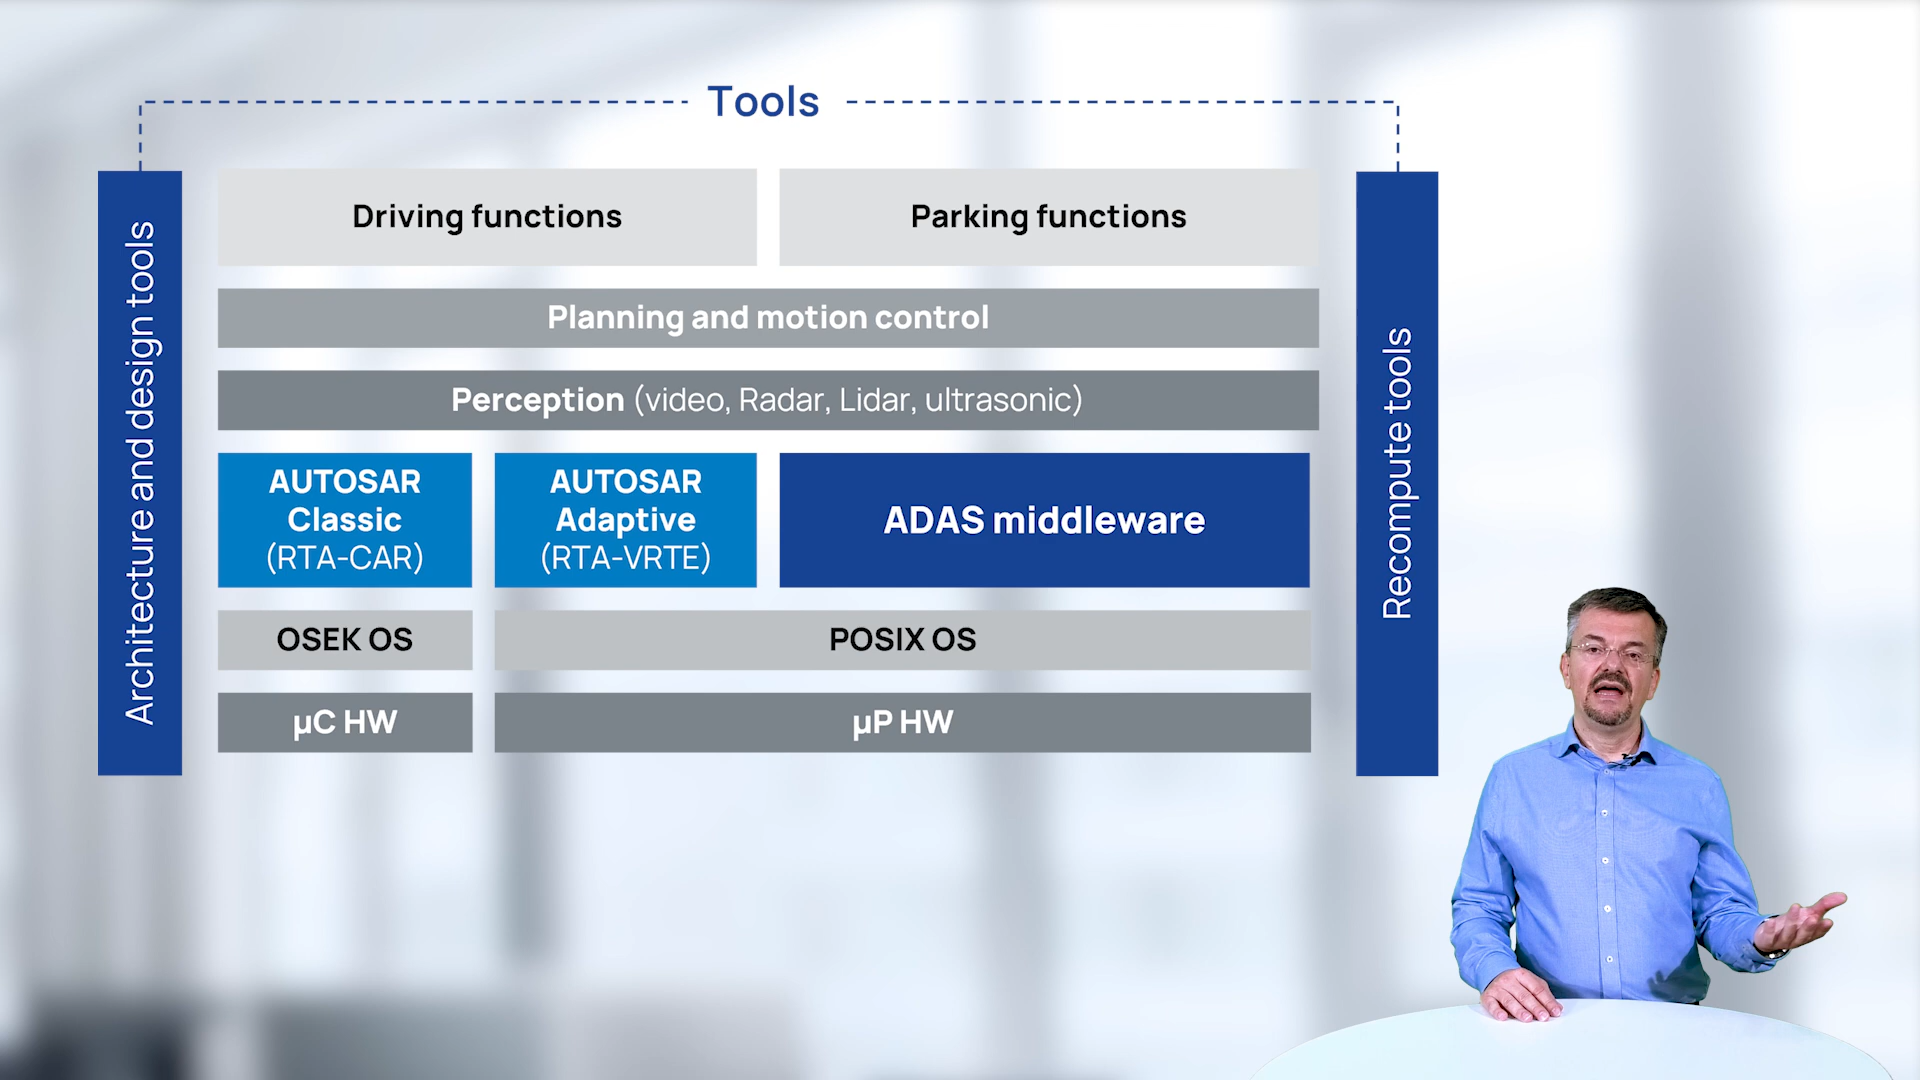 Tools
Architecture and design tools
Driving functions
Parking functions
Planning and motion control
Perception (video, Radar, Lidar, ultrasonic)
AUTOSAR
Classic
(RTA-CAR)
AUTOSAR
Adaptive
(RTA-VRTE)
ADAS middleware
OSEK OS
POSIX OS
µC HW
µP HW
Recompute tools